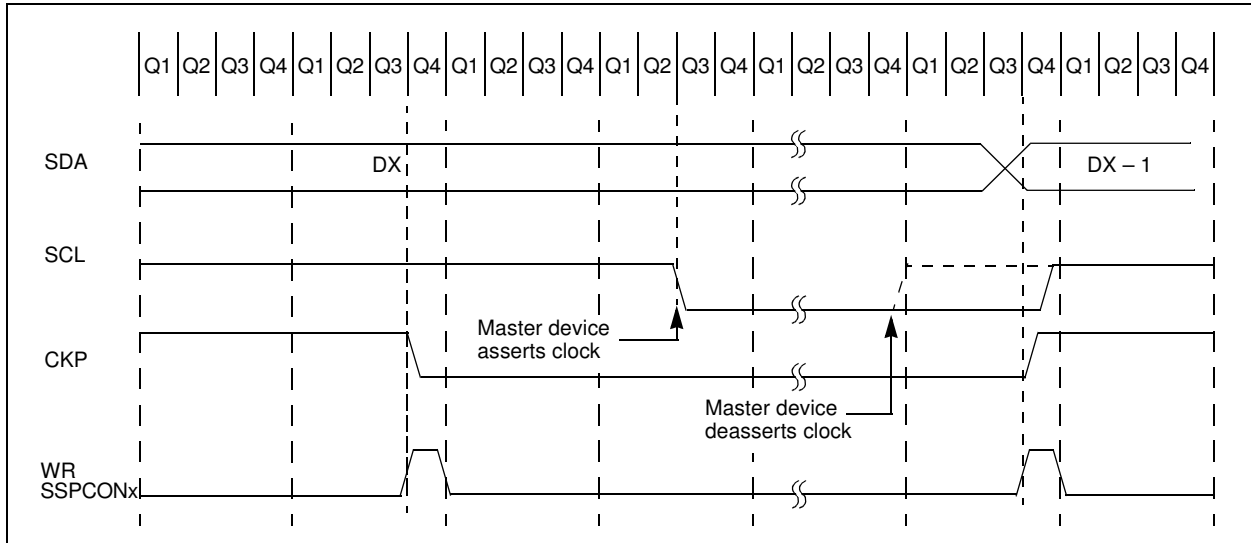 Q1 Q2 Q3 Q4 Q1 Q2 Q3 Q4 Q1 Q2 Q3 Q4 Q1 Q2 Q3 Q4 Q1 Q2 Q3 Q4 Q1 Q2 Q3 Q4 Q1 Q2 Q3 Q4
SDA
DX
DX – 1
SCL
Master device
asserts clock
CKP
Master device
deasserts clock
WR
SSPCONx